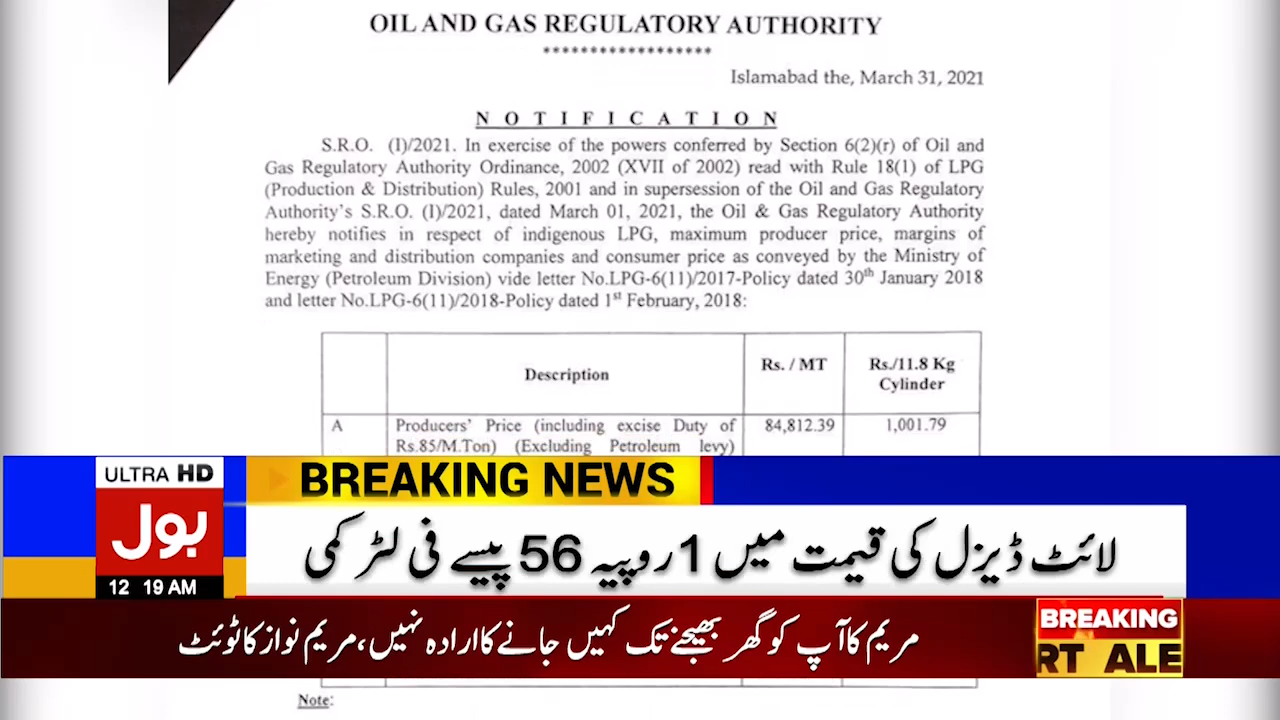 OIL AND GAS REGULATORY AUTHORITY
******************
Islamabad the, March 31, 2021
NOTIFICATION
S.R.O. (I)/2021. In exercise of the powers conferred by Section 6(2)(r) of Oil and
Gas Regulatory Authority Ordinance, 2002 (XVII of 2002) read with Rule 18(1) of LPG
(Production & Distribution) Rules, 2001 and in supersession of the Oil and Gas Regulatory
Authority's S.R.O. (I)/2021, dated March 01, 2021, the Oil & Gas Regulatory Authority
hereby notifies in respect of indigenous LPG, maximum producer price, margins of
marketing and distribution companies and consumer price as conveyed by the Ministry of
Energy (Petroleum Division) vide letter No.LPG-6(11)/2017-Policy dated 30th January 2018
and letter No.LPG-6(11)/2018-Policy dated 1st February, 2018:
Description Rs. / MT Rs./11.8 Kg
Cylinder
A Producers' Price (including excise Duty of 84,812.39 1,001.79
Rs.85/M.Ton) (Excluding Petroleum levy)
ULTRA HD
BREAKING NEWS
بول
لائٹ ڈیزل کی قیمت میں 1 روپیہ 56 پیسے فی لٹر کمی
12 19 AM
مریم کا آپ کو گھر بھیجنے تک کہیں جانے کا ارادہ نہیں، مریم نواز کا ٹوئٹ
BREAKING
RT ALE
Note: